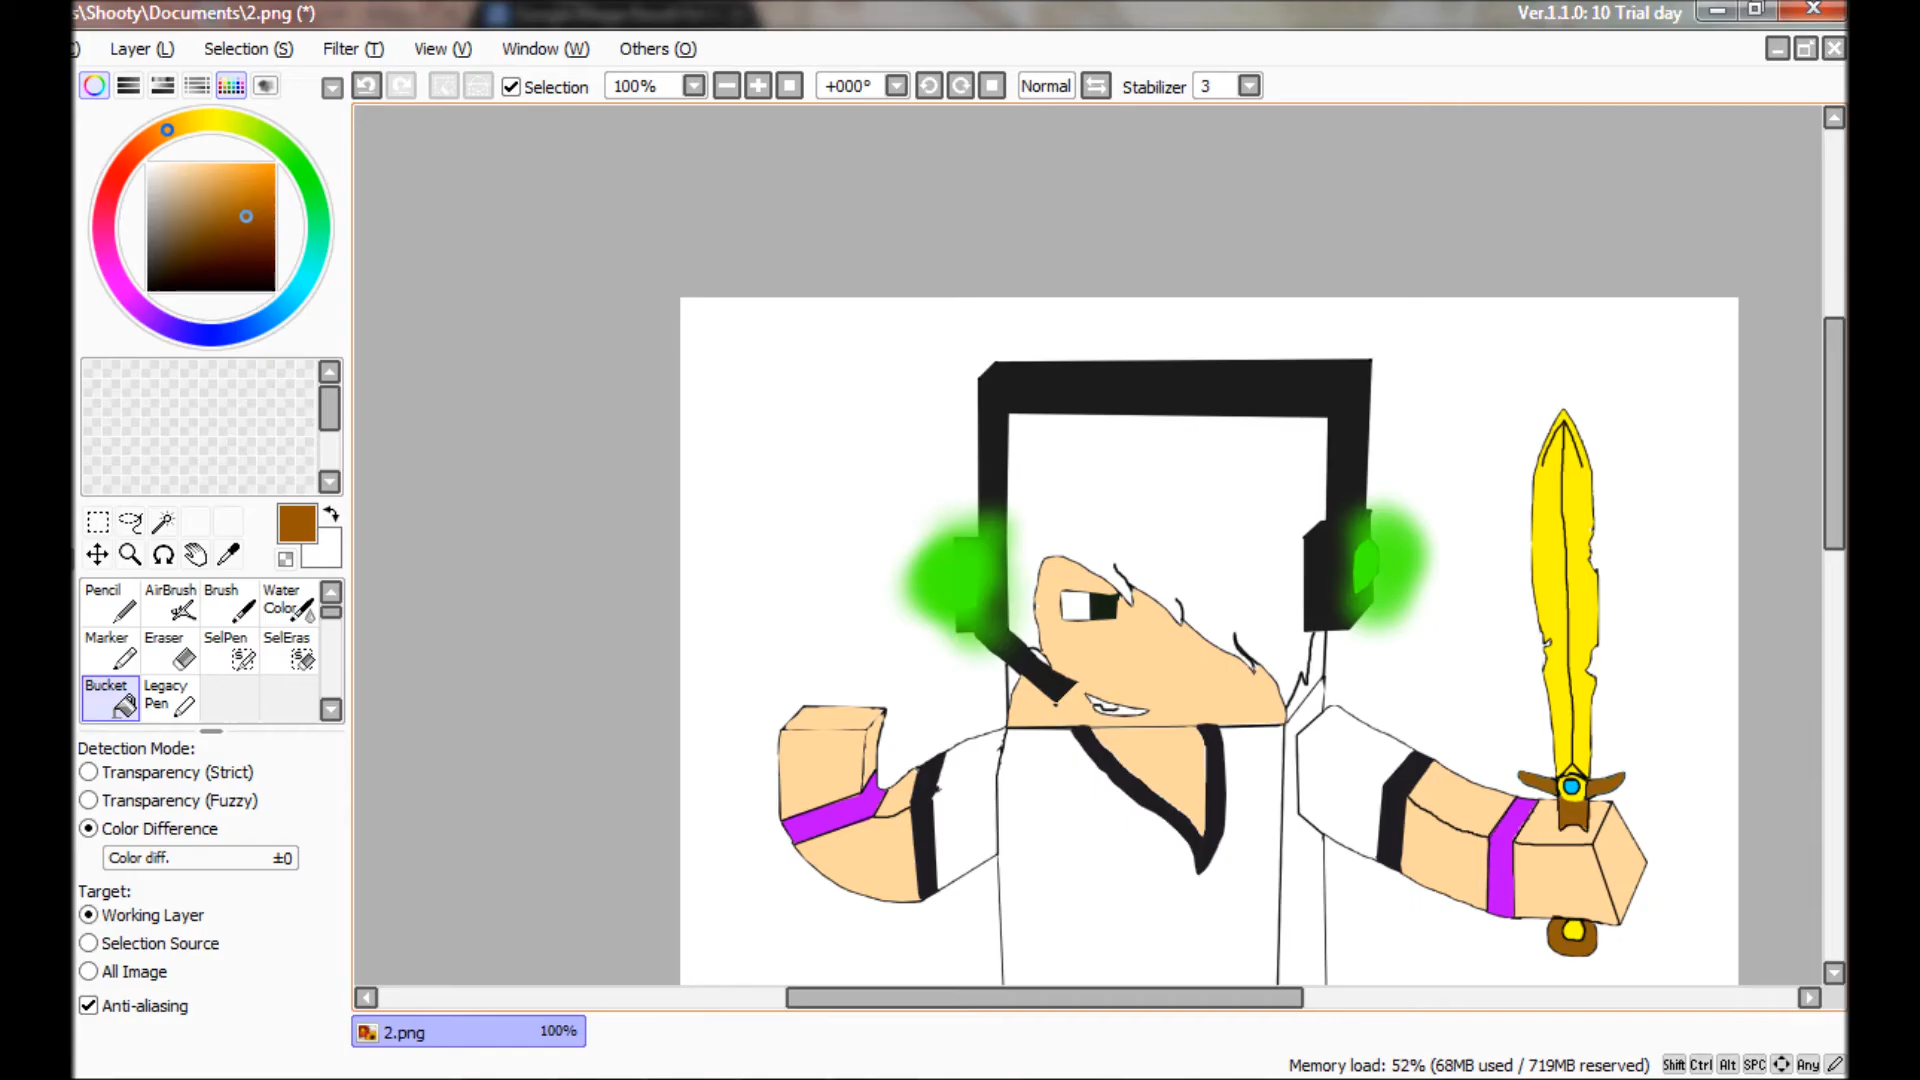 s\Shooty\Documents\2.png (*)
Ver.1.1.0: 10 Trial day
Layer (L) Selection (S) Filter (T) View (V) Window (W) Others (O)
Selection 100% +000° Normal Stabilizer 3
Pencil AirBrush Brush Water Color
Marker Eraser SelPen SelEras
Bucket Legacy Pen
Detection Mode:
Transparency (Strict)
Transparency (Fuzzy)
Color Difference
Color diff. ±0
Target:
Working Layer
Selection Source
All Image
Anti-aliasing
2.png 100%
Memory load: 52% (68MB used / 719MB reserved) Shift Ctrl Alt SPC Any